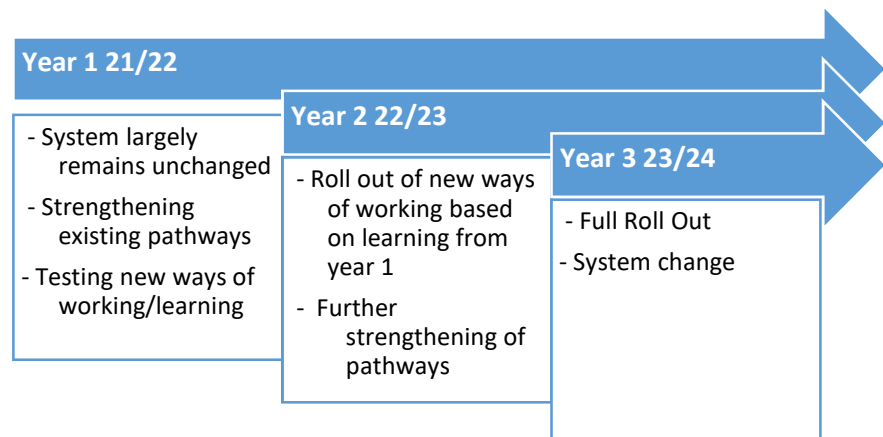 Year 1 21/22
- System largely
remains unchanged
- Strengthening
existing pathways
- Testing new ways of
working/learning
Year 2 22/23
- Roll out of new ways
of working based
on learning from
year 1
- Further
strengthening of
pathways
Year 3 23/24
- Full Roll Out
- System change